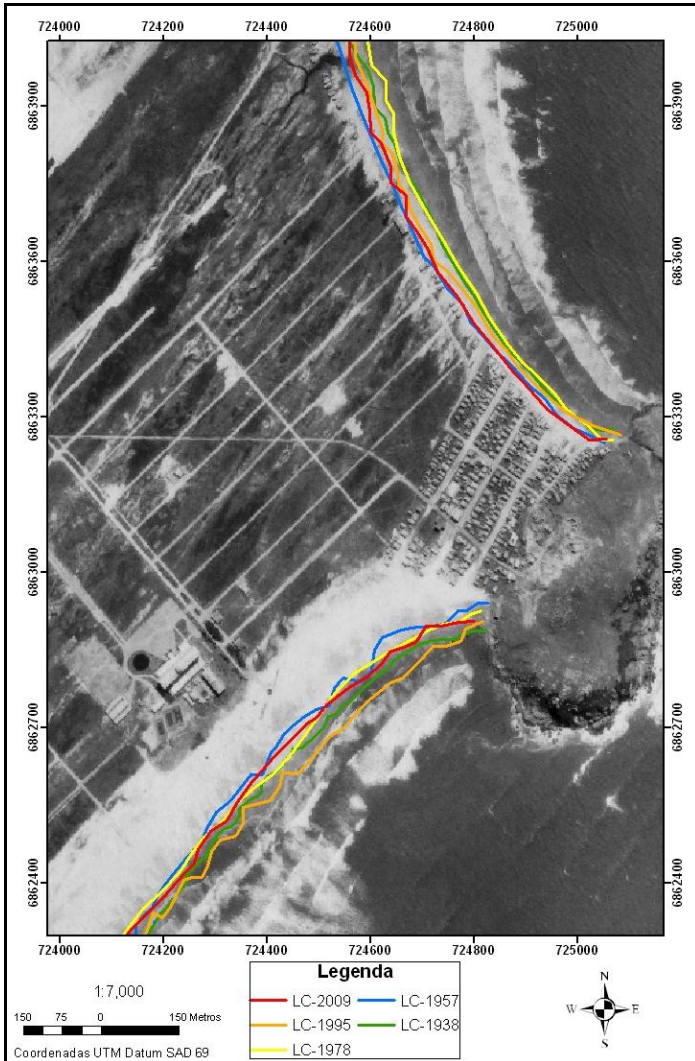 724000 724200 724400 724600 724800 725000
6863900
6863900
6863600
6863600
6863300
6863300
6863000
6863000
6862700
6862700
6862400
6862400
724000 724200 724400 724600 724800 725000
1:7,000
150 75 0 150 Metros
Coordenadas UTM Datum SAD 69
Legenda
LC-2009 LC-1957
LC-1995 LC-1938
LC-1978
N
W E
S